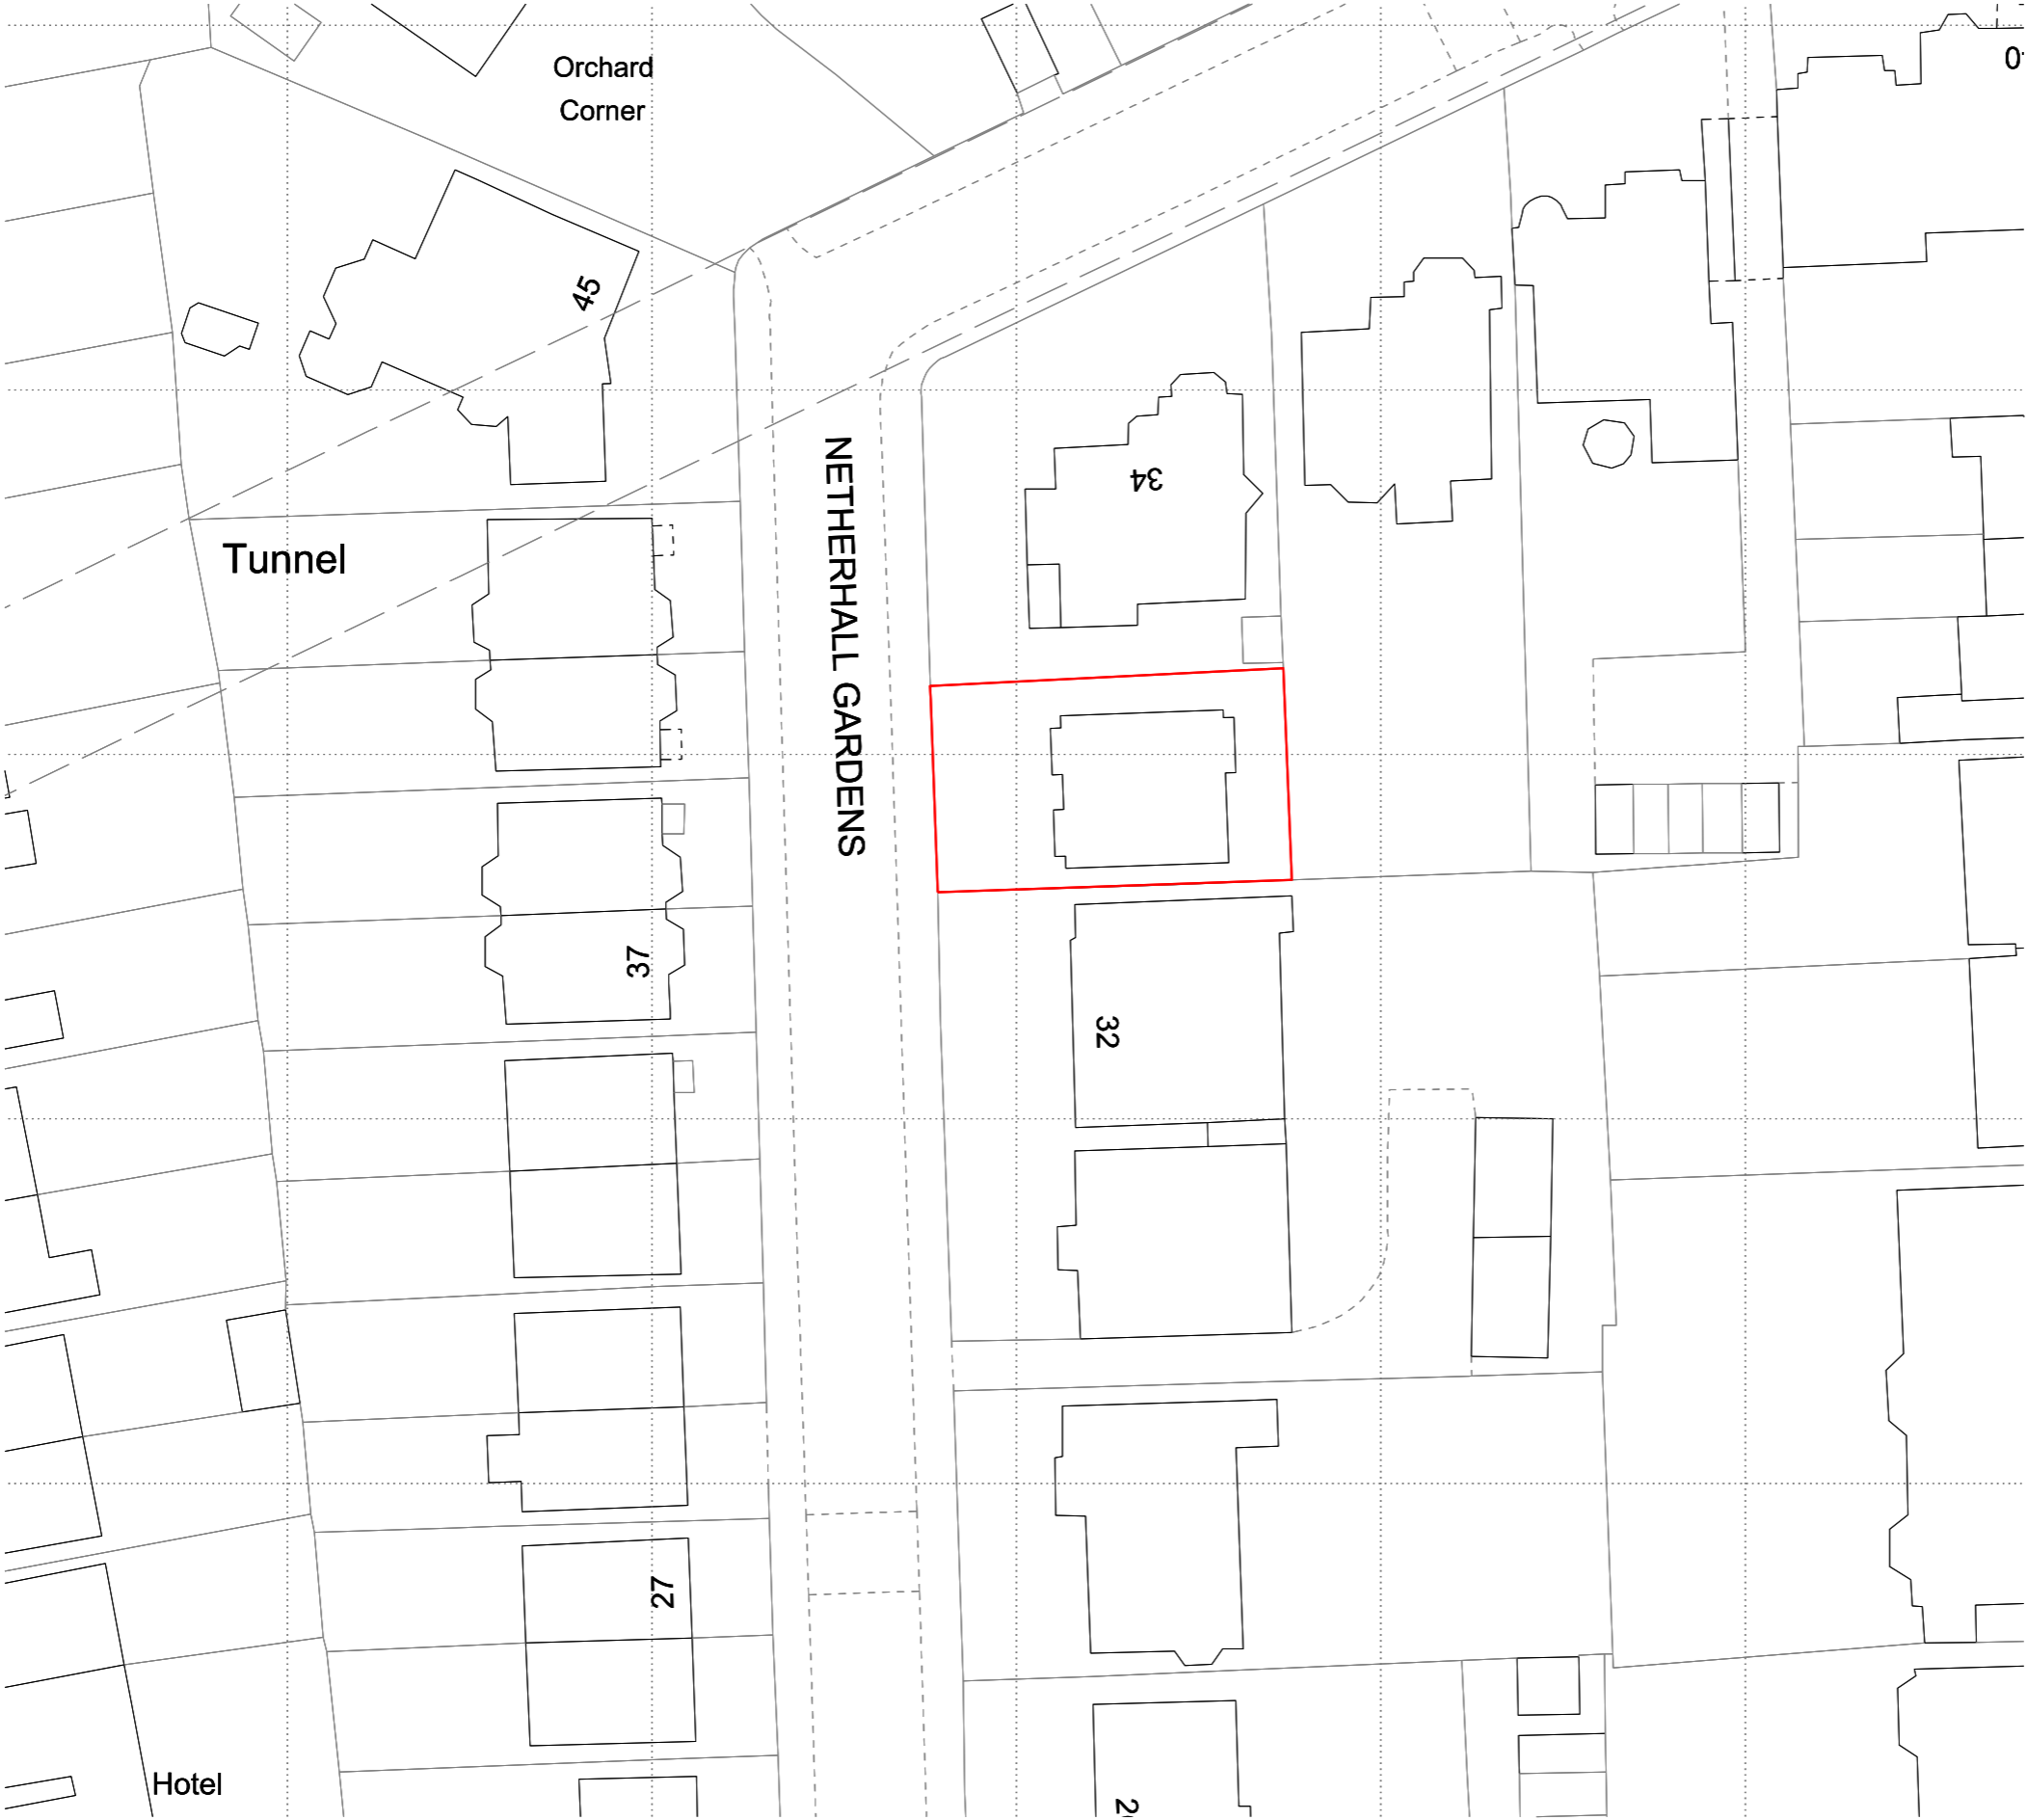 Orchard
Corner
45
34
Tunnel
NETHERHALL GARDENS
37
32
27
Hotel